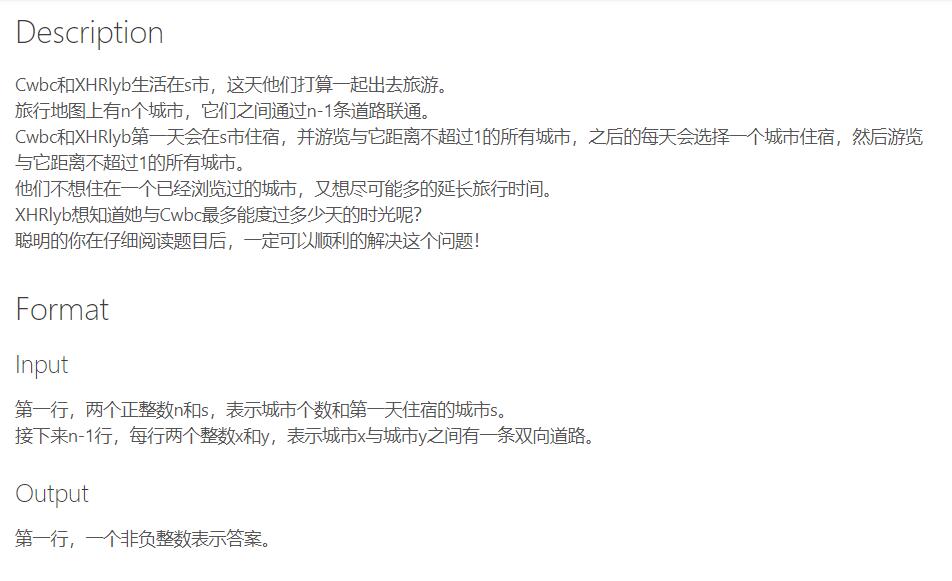 Description
Cwbc和XHRlyb生活在s市，这天他们打算一起出去旅游。
旅行地图上有n个城市，它们之间通过n-1条道路联通。
Cwbc和XHRlyb第一天会在s市住宿，并游览与它距离不超过1的所有城市，之后的每天会选择一个城市住宿，然后游览
与它距离不超过1的所有城市。
他们不想住在一个已经浏览过的城市，又想尽可能多的延长旅行时间。
XHRlyb想知道她与Cwbc最多能度过多少天的时光呢？
聪明的你在仔细阅读题目后，一定可以顺利的解决这个问题！
Format
Input
第一行，两个正整数n和s，表示城市个数和第一天住宿的城市s。
接下来n-1行，每行两个整数x和y，表示城市x与城市y之间有一条双向道路。
Output
第一行，一个非负整数表示答案。